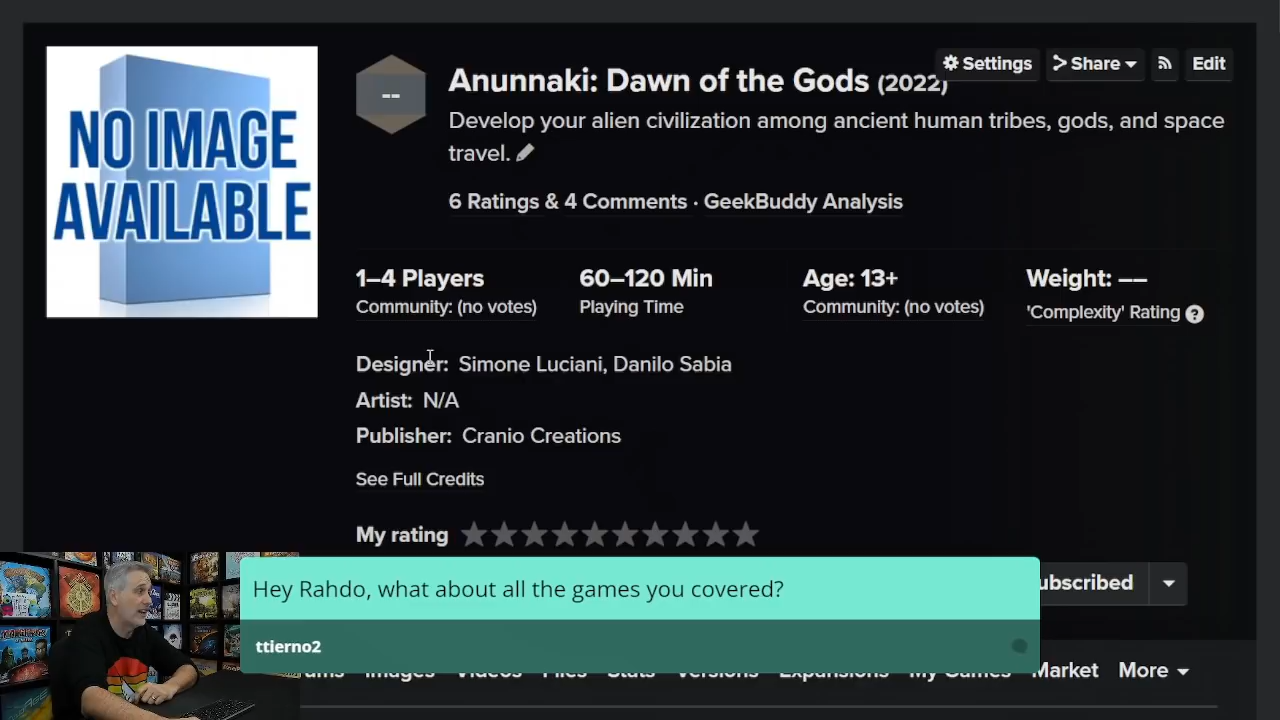 NO IMAGE
AVAILABLE
--
Anunnaki: Dawn of the Gods (2022)
Settings
Share
Edit
Develop your alien civilization among ancient human tribes, gods, and space
travel.
6 Ratings & 4 Comments · GeekBuddy Analysis
1–4 Players
Community: (no votes)
60–120 Min
Playing Time
Age: 13+
Community: (no votes)
Weight: ––
'Complexity' Rating ?
Designer: Simone Luciani, Danilo Sabia
Artist: N/A
Publisher: Cranio Creations
See Full Credits
My rating
ubscribed
Hey Rahdo, what about all the games you covered?
ttierno2
Images Videos Files Stats Versions Expansions My Games Market More